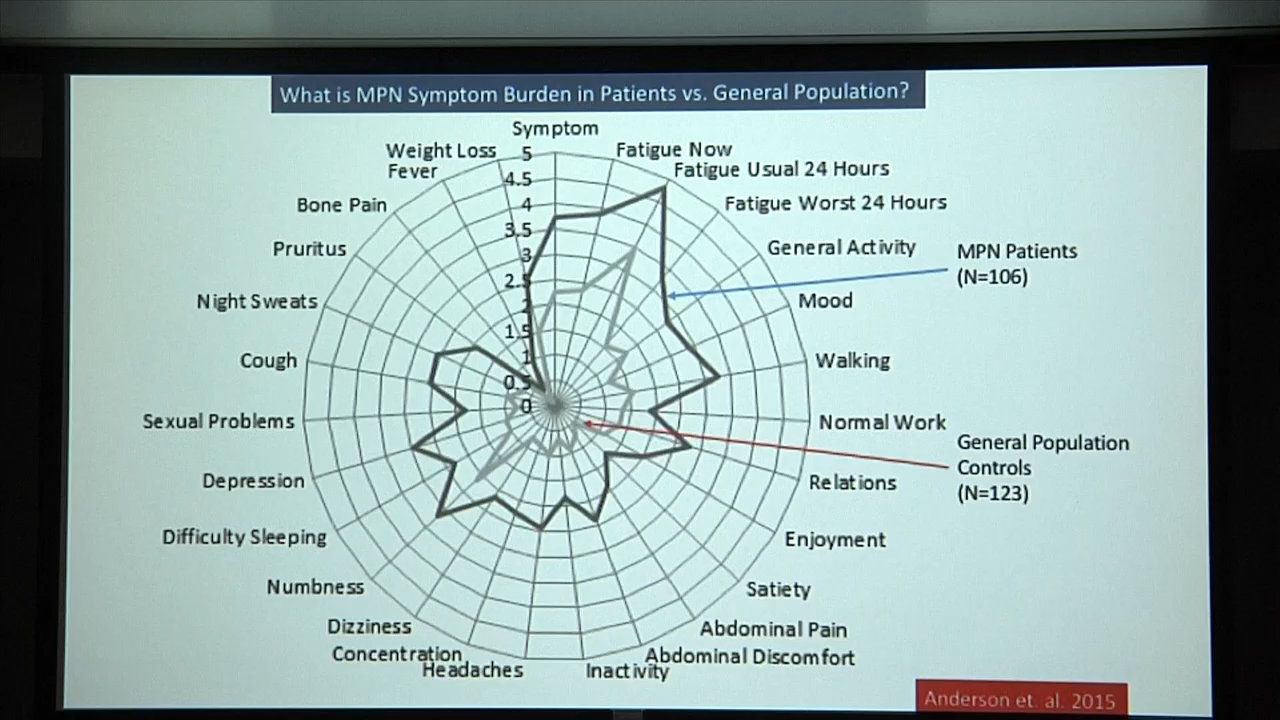 What is MPN Symptom Burden in Patients vs. General Population?
Symptom
Fatigue Now
Fatigue Usual 24 Hours
Fatigue Worst 24 Hours
General Activity
Mood
Walking
Normal Work
Relations
Enjoyment
Satiety
Abdominal Pain
Abdominal Discomfort
Inactivity
Headaches
Concentration
Dizziness
Numbness
Difficulty Sleeping
Depression
Sexual Problems
Cough
Night Sweats
Pruritus
Bone Pain
Fever
Weight Loss
5
4.5
4
3.5
3
2.5
2
1.5
1
0.5
0
MPN Patients
(N=106)
General Population
Controls
(N=123)
Anderson et. al. 2015